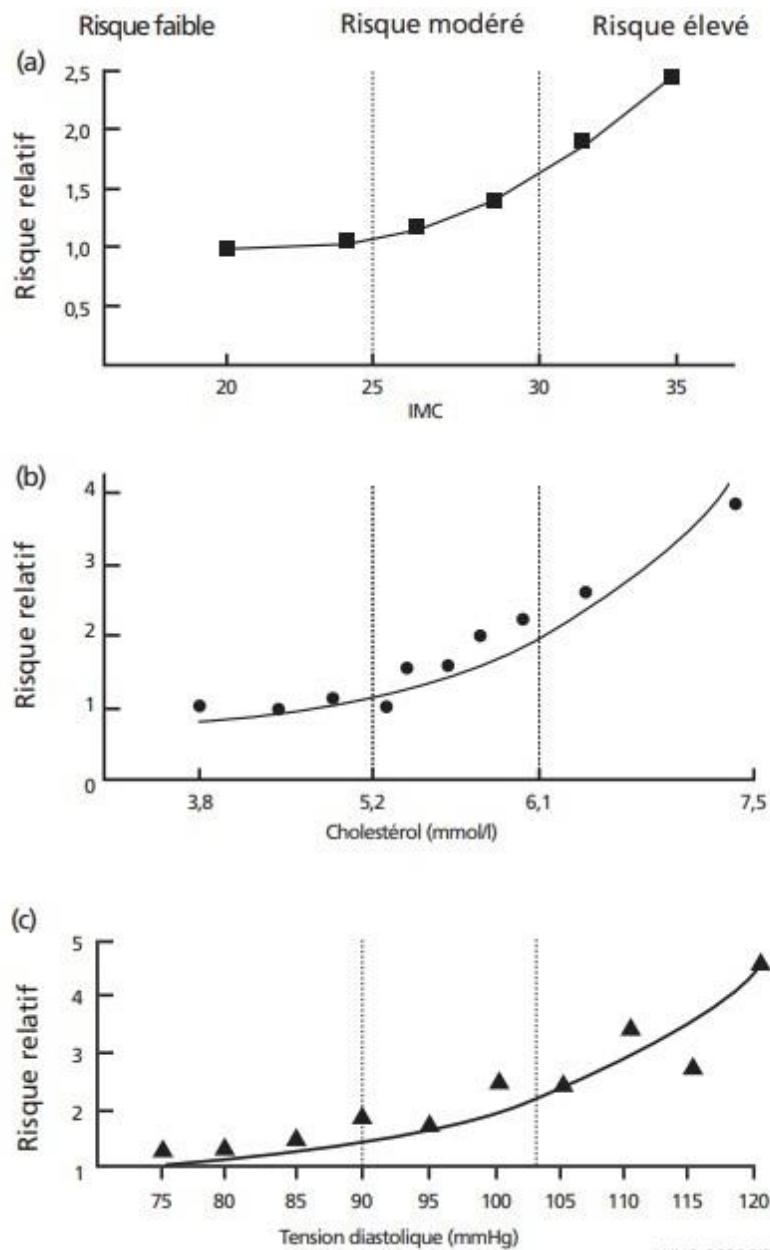 Risque faible Risque modéré Risque élevé
(a)
2,5
2,0
1,5
1,0
0,5
Risque relatif
20 25 30 35
IMC
(b)
4
3
2
1
0
Risque relatif
3,8 5,2 6,1 7,5
Cholestérol (mmol/l)
(c)
5
4
3
2
1
Risque relatif
75 80 85 90 95 100 105 110 115 120
Tension diastolique (mmHg)